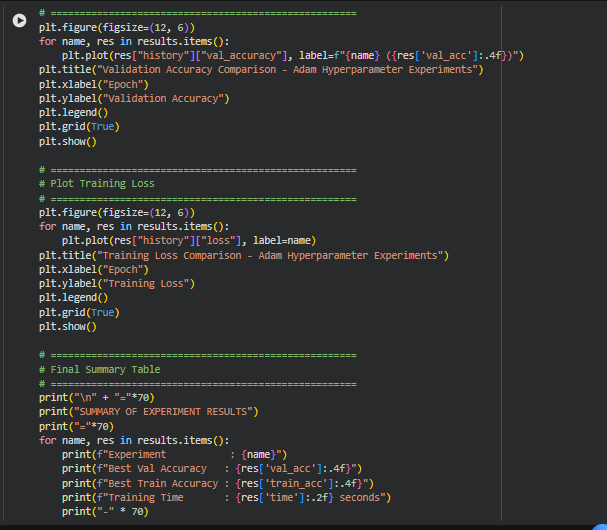 # ====================================================
plt.figure(figsize=(12, 6))
for name, res in results.items():
    plt.plot(res["history"]["val_accuracy"], label=f"{name} ({res['val_acc']:.4f})")
plt.title("Validation Accuracy Comparison - Adam Hyperparameter Experiments")
plt.xlabel("Epoch")
plt.ylabel("Validation Accuracy")
plt.legend()
plt.grid(True)
plt.show()

# ====================================================
# Plot Training Loss
# ====================================================
plt.figure(figsize=(12, 6))
for name, res in results.items():
    plt.plot(res["history"]["loss"], label=name)
plt.title("Training Loss Comparison - Adam Hyperparameter Experiments")
plt.xlabel("Epoch")
plt.ylabel("Training Loss")
plt.legend()
plt.grid(True)
plt.show()

# ====================================================
# Final Summary Table
# ====================================================
print("\n" + "="*70)
print("SUMMARY OF EXPERIMENT RESULTS")
print("="*70)
for name, res in results.items():
    print(f"Experiment          : {name}")
    print(f"Best Val Accuracy   : {res['val_acc']:.4f}")
    print(f"Best Train Accuracy : {res['train_acc']:.4f}")
    print(f"Training Time       : {res['time']:.2f} seconds")
    print("-" * 70)